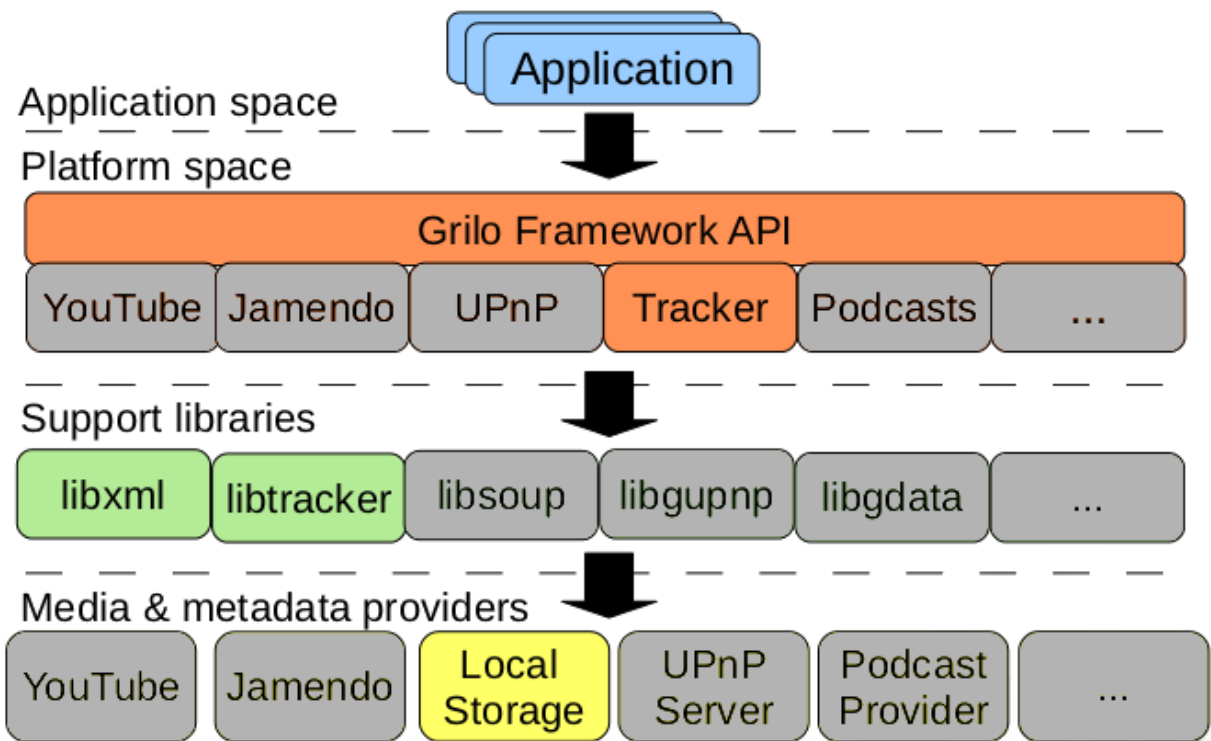 Application
Application space
Platform space
Grilo Framework API
YouTube Jamendo UPnP Tracker Podcasts ...
Support libraries
libxml libtracker libsoup libgupnp libgdata ...
Media & metadata providers
YouTube Jamendo Local Storage UPnP Server Podcast Provider ...